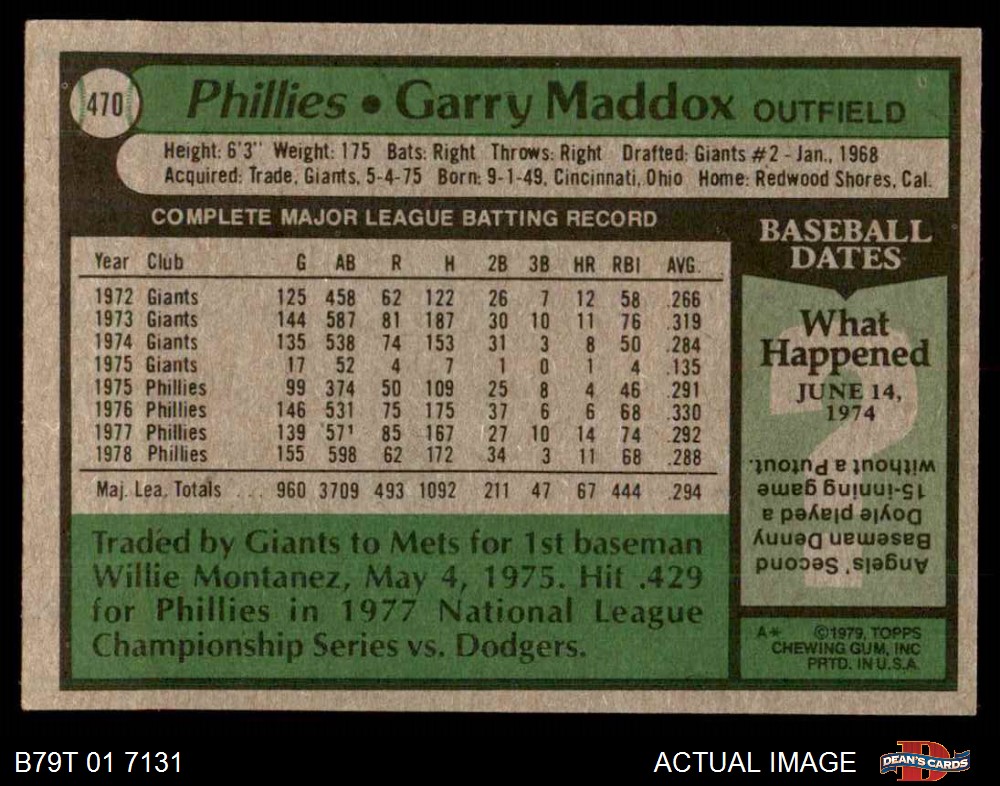 470
Phillies • Garry Maddox OUTFIELD
Height: 6'3" Weight: 175 Bats: Right Throws: Right Drafted: Giants #2 - Jan., 1968
Acquired: Trade, Giants, 5-4-75 Born: 9-1-49, Cincinnati, Ohio Home: Redwood Shores, Cal.
COMPLETE MAJOR LEAGUE BATTING RECORD
Year Club G AB R H 2B 3B HR RBI AVG.
1972 Giants 125 458 62 122 26 7 12 58 .266
1973 Giants 144 587 81 187 30 10 11 76 .319
1974 Giants 135 538 74 153 31 3 8 50 .284
1975 Giants 17 52 4 7 1 0 1 4 .135
1975 Phillies 99 374 50 109 25 8 4 46 .291
1976 Phillies 146 531 75 175 37 6 6 68 .330
1977 Phillies 139 571 85 167 27 10 14 74 .292
1978 Phillies 155 598 62 172 34 3 11 68 .288
Maj. Lea. Totals ... 960 3709 493 1092 211 47 67 444 .294
Traded by Giants to Mets for 1st baseman
Willie Montanez, May 4, 1975. Hit .429
for Phillies in 1977 National League
Championship Series vs. Dodgers.
BASEBALL
DATES
What
Happened
JUNE 14,
1974
?
Angels' Second
Baseman Denny
Doyle played a
15-inning game
without a Putout.
A* ©1979, TOPPS
CHEWING GUM, INC
PRTD. IN U.S.A.
B79T 01 7131
ACTUAL IMAGE
D
DEAN'S CARDS